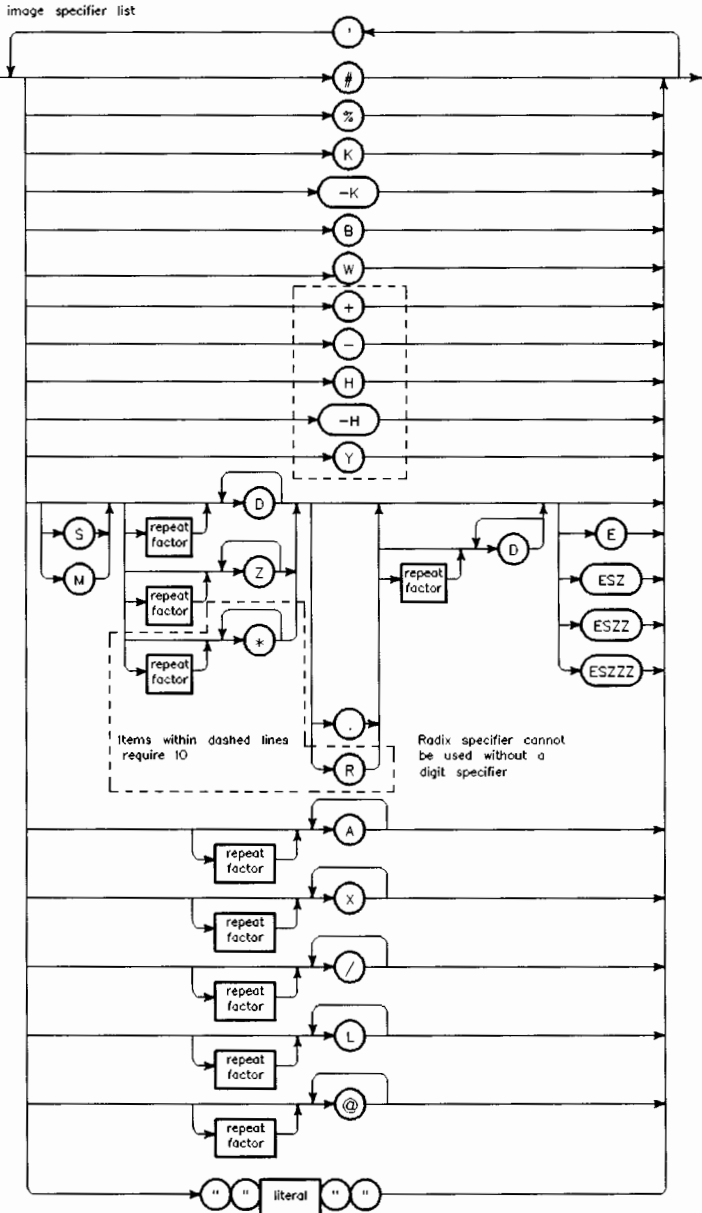 image specifier list
,
#
%
K
-K
B
W
+
-
H
-H
Y
D
S
repeat
factor
D
E
M
Z
repeat
factor
ESZ
repeat
factor
*
ESZZ
repeat
factor
ESZZZ
.
Items within dashed lines
require IO
R
Radix specifier cannot
be used without a
digit specifier
A
repeat
factor
X
repeat
factor
/
repeat
factor
L
repeat
factor
@
repeat
factor
" " literal " "